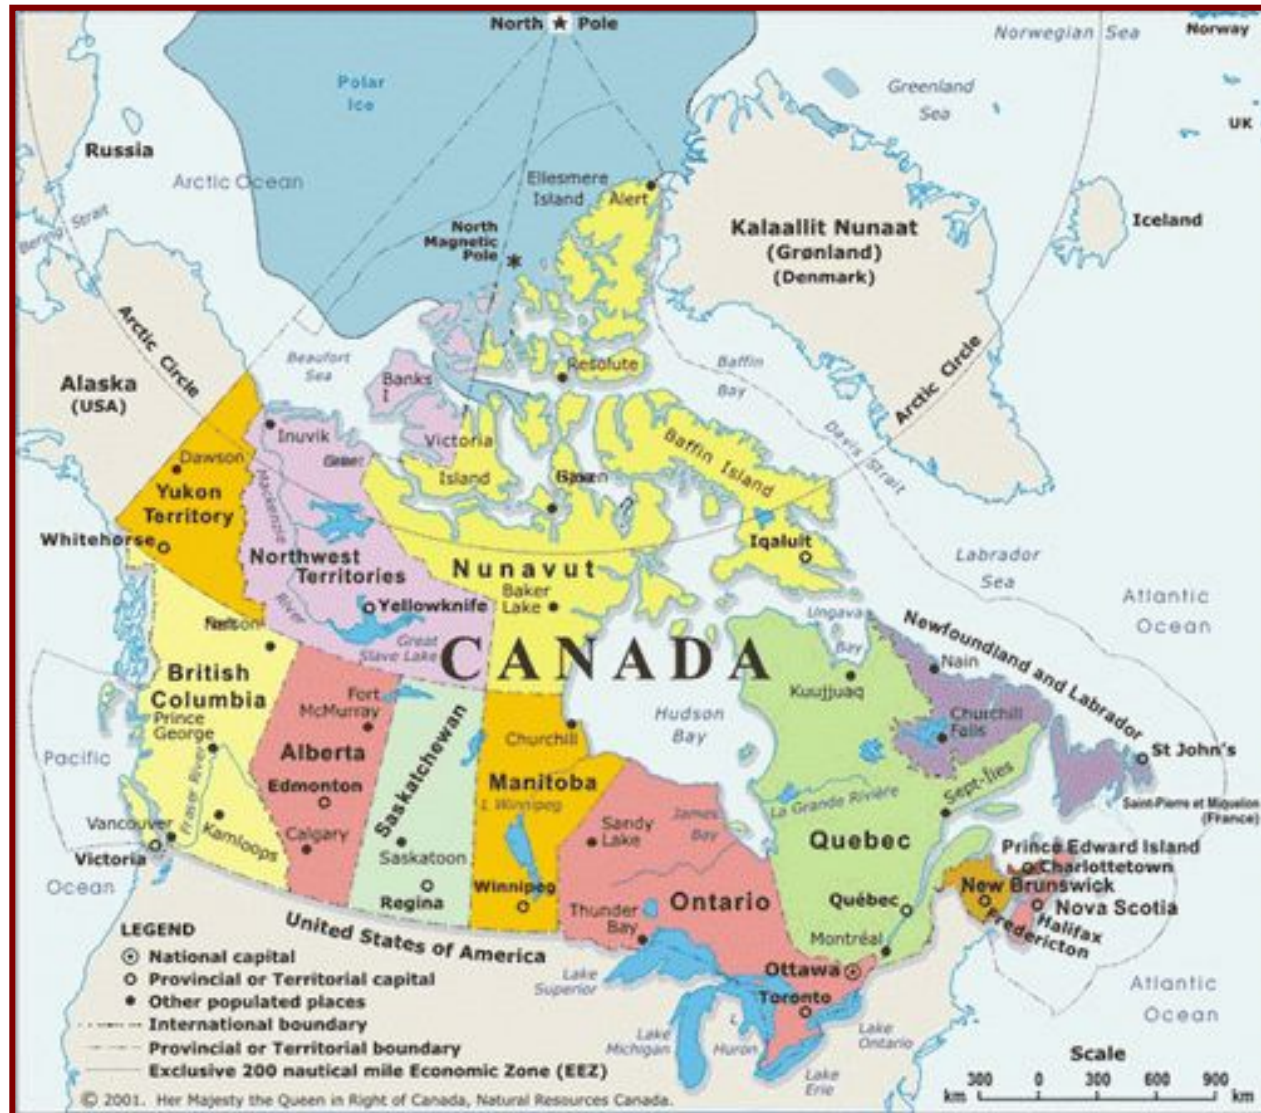 North Pole
Norwegian Sea
Norway
Polar
Ice
Greenland
Sea
UK
Russia
Arctic Ocean
Ellesmere
Island
Alert
Bering Strait
North
Magnetic
Pole
Kalaallit Nunaat
(Grønland)
(Denmark)
Iceland
Arctic Circle
Beaufort
Sea
Resolute
Baffin
Bay
Arctic Circle
Alaska
(USA)
Banks
I
Inuvik
Victoria
Island
Baffin Island
Davis Strait
Dawson
Yukon
Territory
Mackenzie
River
Whitehorse
Northwest
Territories
Nunavut
Iqaluit
Labrador
Sea
Yellowknife
Baker
Lake
Great
Slave Lake
CANADA
Ungava
Bay
Atlantic
Ocean
Newfoundland and Labrador
Nain
British
Columbia
Prince
George
Fort
McMurray
Kuujjuaq
Hudson
Bay
Churchill
Churchill
Falls
St John's
Pacific
Ocean
Fraser River
Alberta
Edmonton
Saskatchewan
Manitoba
L Winnipeg
La Grande Rivière
Sept-Îles
Saint-Pierre et Miquelon
(France)
Vancouver
Victoria
Kamloops
Calgary
Saskatoon
Regina
Winnipeg
Sandy
Lake
James
Bay
Quebec
Prince Edward Island
Charlottetown
New Brunswick
Nova Scotia
Halifax
Fredericton
Ontario
Thunder
Bay
Québec
Montréal
Ottawa
Toronto
United States of America
Lake
Superior
Lake
Michigan
L
Huron
Lake
Ontario
Lake
Erie
Atlantic
Ocean
LEGEND
National capital
Provincial or Territorial capital
Other populated places
International boundary
Provincial or Territorial boundary
Exclusive 200 nautical mile Economic Zone (EEZ)
Scale
300 0 300 600 900
km km
© 2001. Her Majesty the Queen in Right of Canada, Natural Resources Canada.